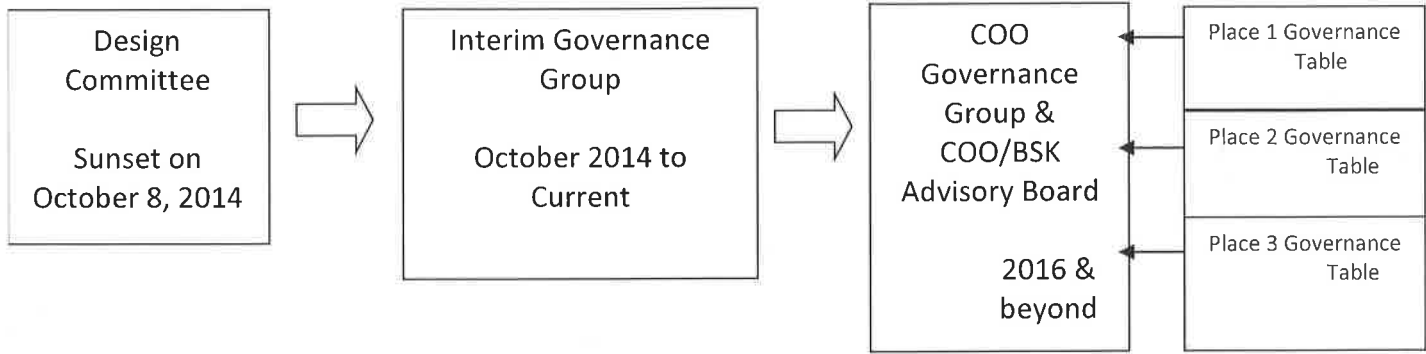 Design
Committee
Sunset on
October 8, 2014
Interim Governance
Group
October 2014 to
Current
COO
Governance
Group &
COO/BSK
Advisory Board
2016 &
beyond
Place 1 Governance
Table
Place 2 Governance
Table
Place 3 Governance
Table